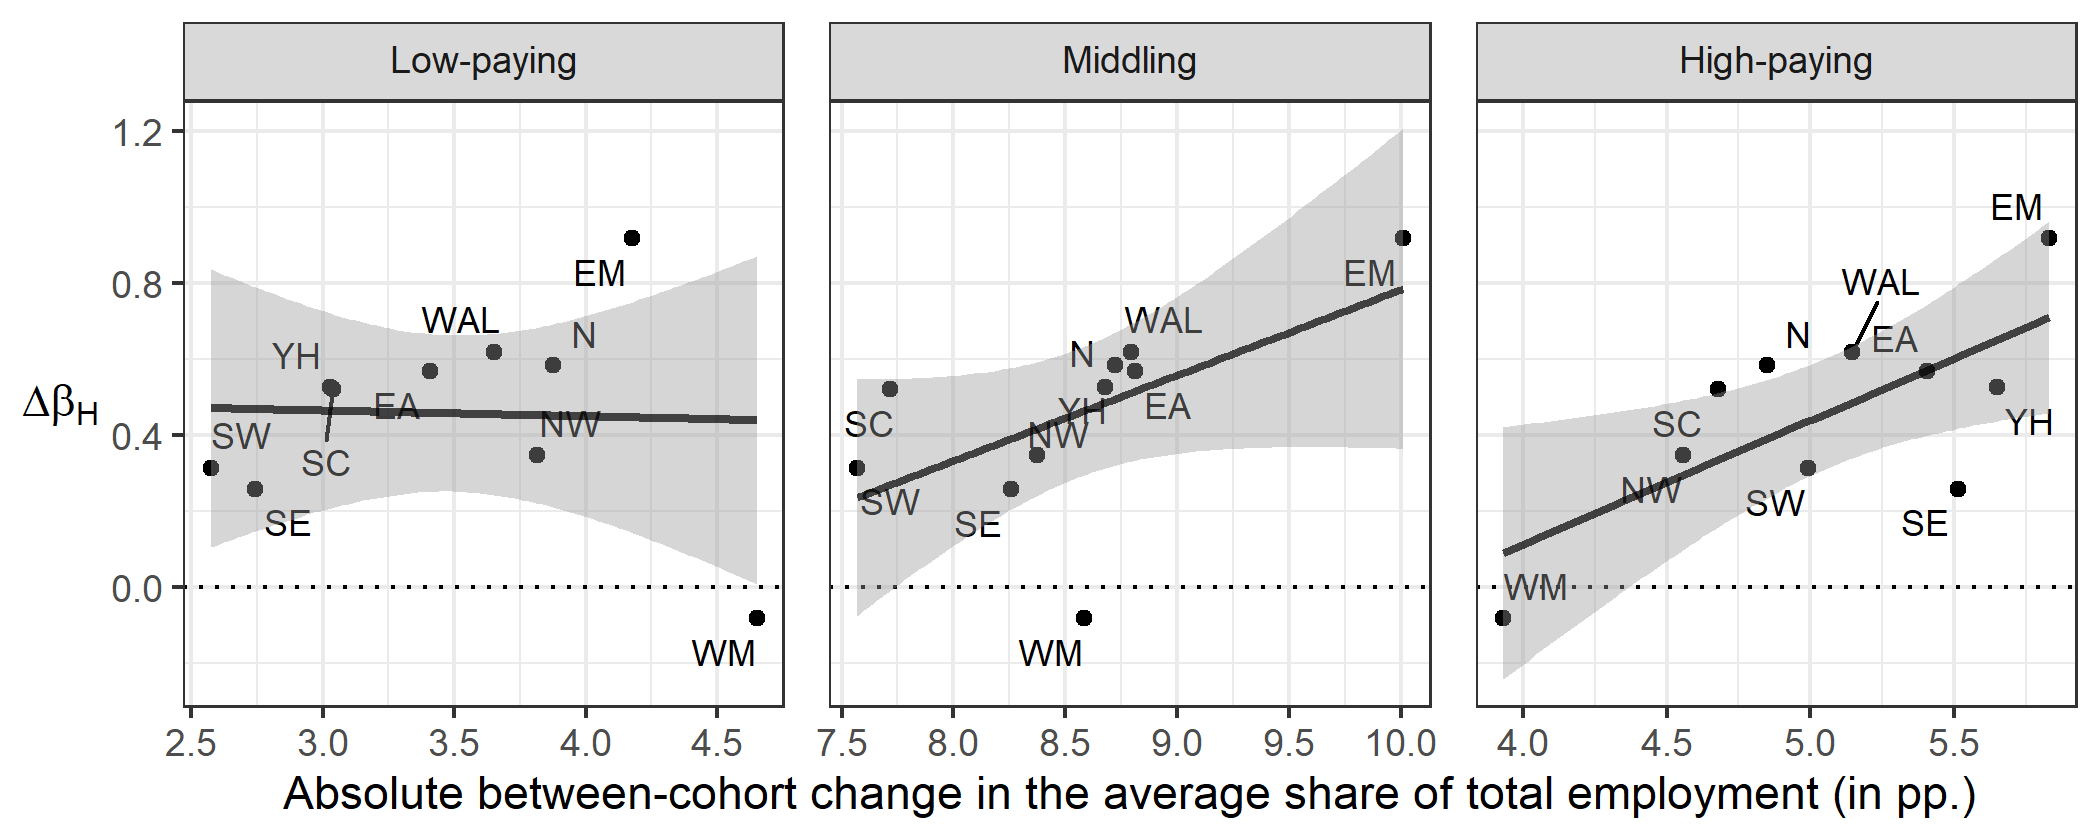 Low-paying
Middling
High-paying
ΔβH
1.2
0.8
0.4
0.0
EM
WAL
N
YH
EA
SW
NW
SC
SE
WM
EM
WAL
N
YH
EA
SC
NW
SW
SE
WM
EM
WAL
N
EA
SC
YH
NW
SW
SE
WM
2.5 3.0 3.5 4.0 4.5
7.5 8.0 8.5 9.0 9.5 10.0
4.0 4.5 5.0 5.5
Absolute between-cohort change in the average share of total employment (in pp.)